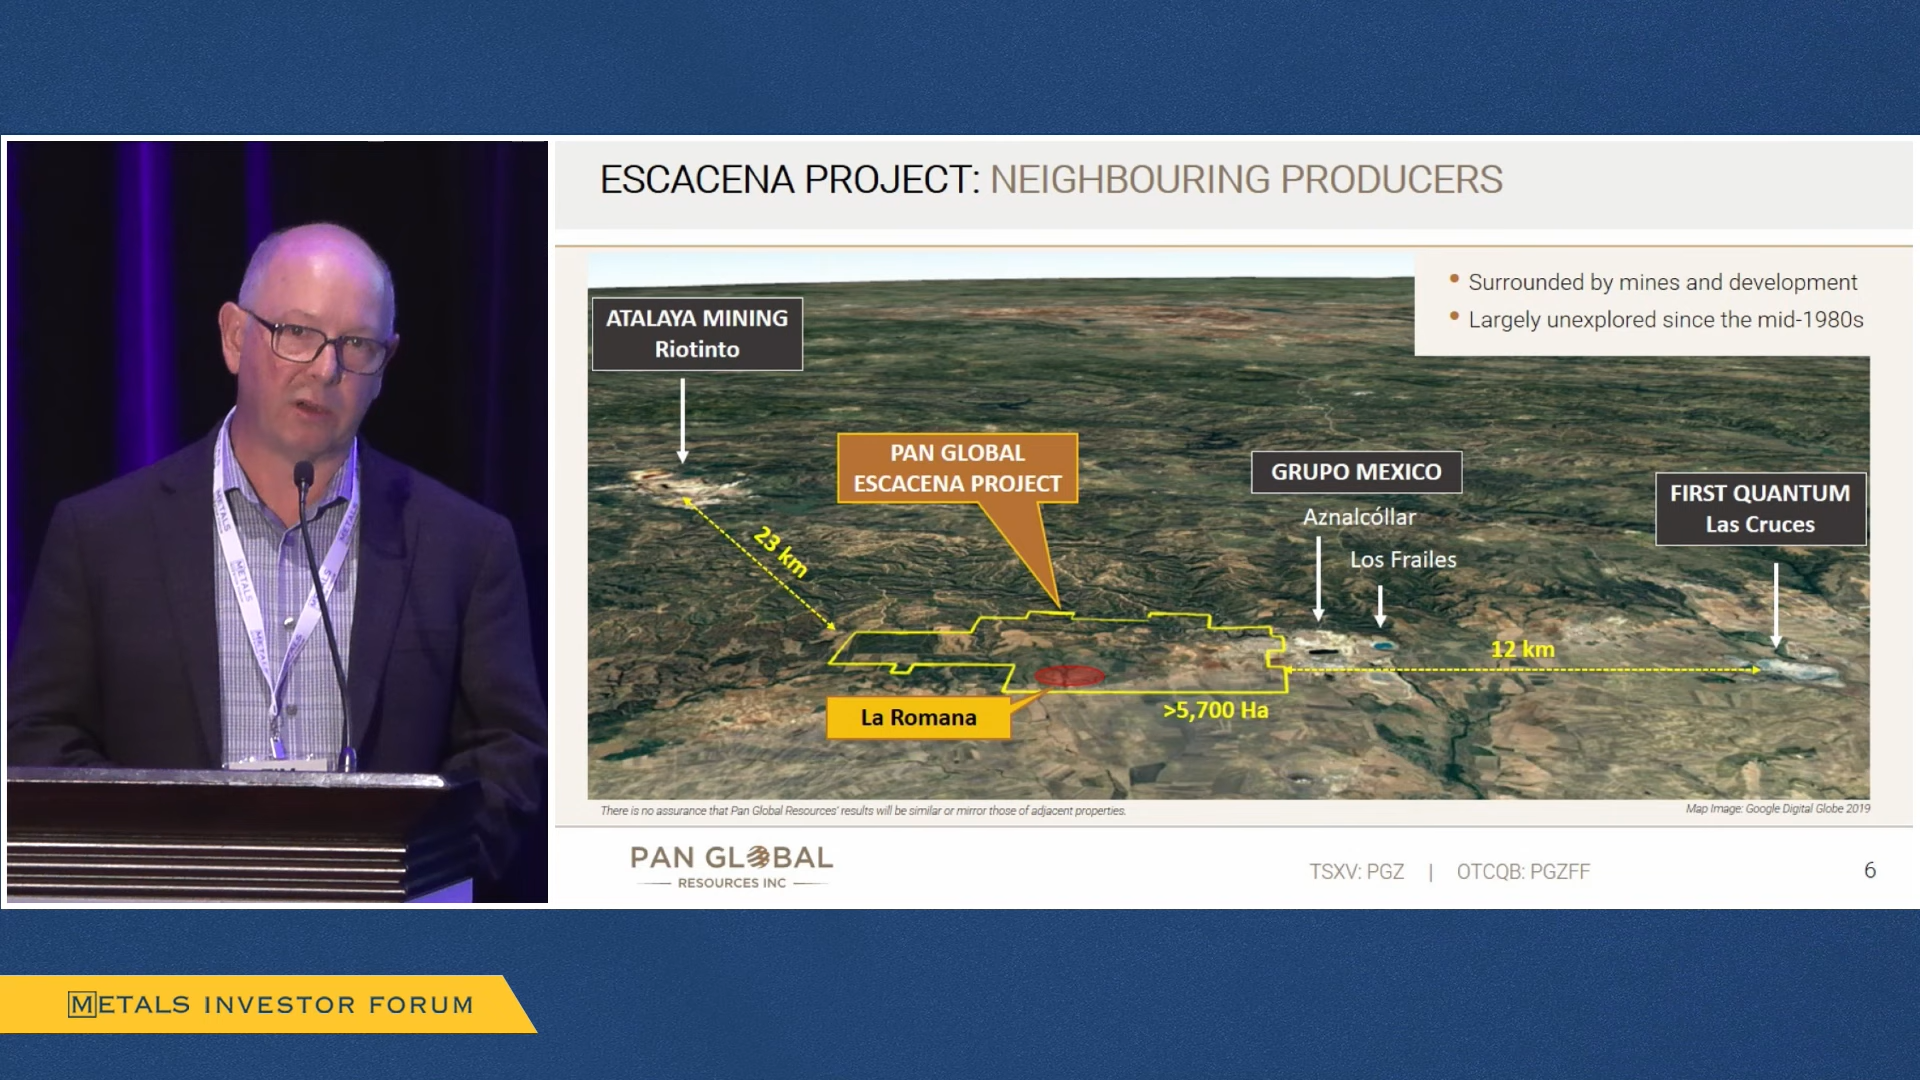 ESCACENA PROJECT: NEIGHBOURING PRODUCERS
• Surrounded by mines and development
• Largely unexplored since the mid-1980s
ATALAYA MINING
Riotinto
PAN GLOBAL
ESCACENA PROJECT
GRUPO MEXICO
Aznalcóllar
Los Frailes
FIRST QUANTUM
Las Cruces
23 km
12 km
La Romana
>5,700 Ha
There is no assurance that Pan Global Resources' results will be similar or mirror those of adjacent properties.
Map Image: Google Digital Globe 2019
PAN GLOBAL
RESOURCES INC
TSXV: PGZ | OTCQB: PGZFF
6
METALS INVESTOR FORUM
METALS
METALS
METALS